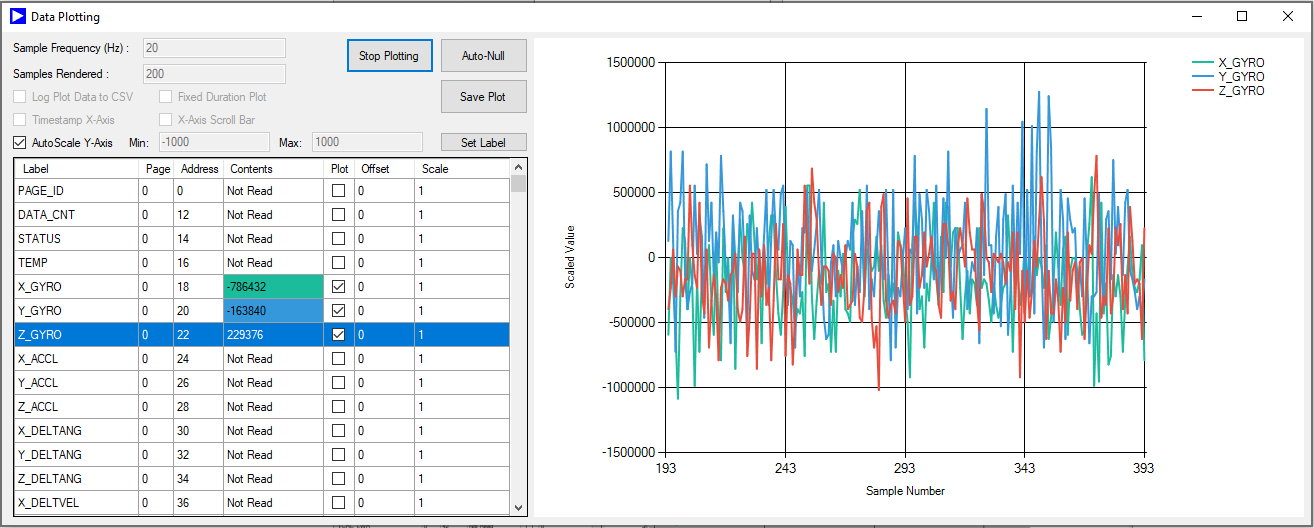 Data Plotting
Sample Frequency (Hz) : 20
Samples Rendered : 200
Stop Plotting
Auto-Null
Save Plot
Log Plot Data to CSV
Fixed Duration Plot
Timestamp X-Axis
X-Axis Scroll Bar
AutoScale Y-Axis Min: -1000 Max: 1000
Set Label
Label Page Address Contents Plot Offset Scale
PAGE_ID 0 0 Not Read 0 1
DATA_CNT 0 12 Not Read 0 1
STATUS 0 14 Not Read 0 1
TEMP 0 16 Not Read 0 1
X_GYRO 0 18 -786432 0 1
Y_GYRO 0 20 -163840 0 1
Z_GYRO 0 22 229376 0 1
X_ACCL 0 24 Not Read 0 1
Y_ACCL 0 26 Not Read 0 1
Z_ACCL 0 28 Not Read 0 1
X_DELTANG 0 30 Not Read 0 1
Y_DELTANG 0 32 Not Read 0 1
Z_DELTANG 0 34 Not Read 0 1
X_DELTVEL 0 36 Not Read 0 1
Scaled Value
1500000
1000000
500000
0
-500000
-1000000
-1500000
193 243 293 343 393
Sample Number
X_GYRO
Y_GYRO
Z_GYRO